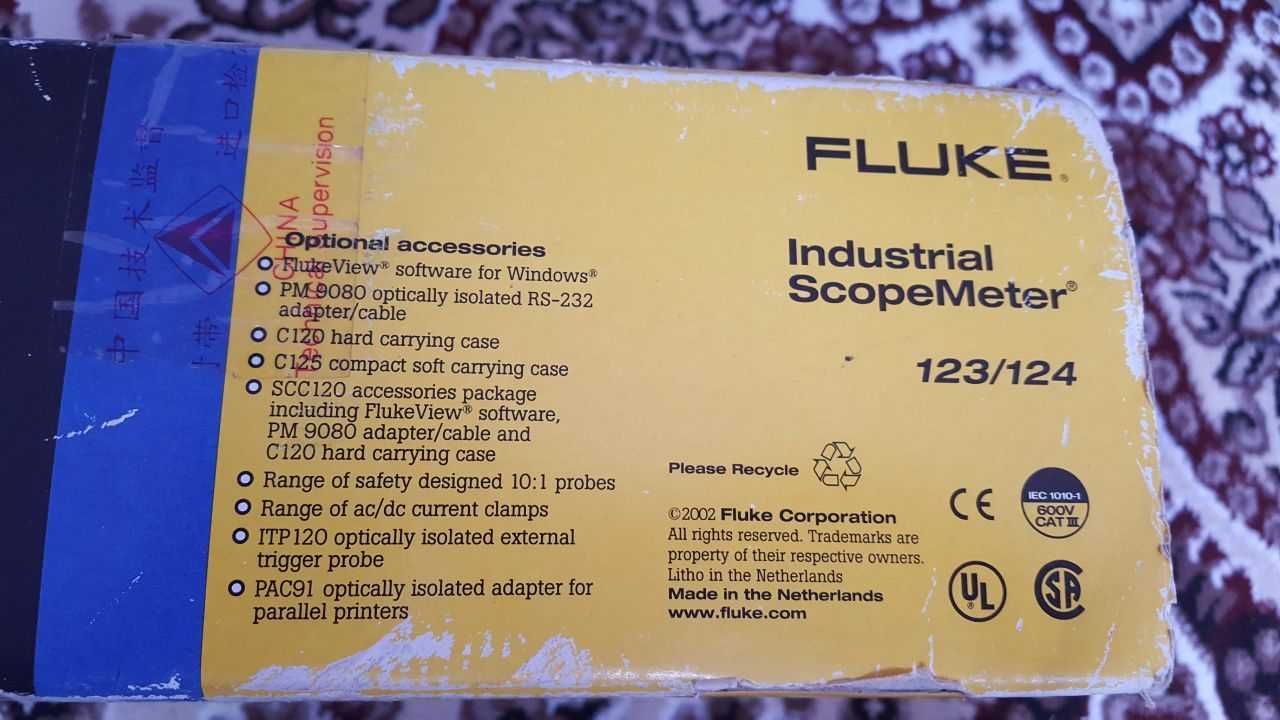 中国技术监督
进口检
CHINA
Technical Supervision
Optional accessories
FlukeView® software for Windows®
PM 9080 optically isolated RS-232
adapter/cable
C120 hard carrying case
C125 compact soft carrying case
SCC120 accessories package
including FlukeView® software,
PM 9080 adapter/cable and
C120 hard carrying case
Range of safety designed 10:1 probes
Range of ac/dc current clamps
ITP120 optically isolated external
trigger probe
PAC91 optically isolated adapter for
parallel printers
FLUKE®
Industrial
ScopeMeter®
123/124
Please Recycle
©2002 Fluke Corporation
All rights reserved. Trademarks are
property of their respective owners.
Litho in the Netherlands
Made in the Netherlands
www.fluke.com
CE
IEC 1010-1
600V
CAT III
UL®
SA